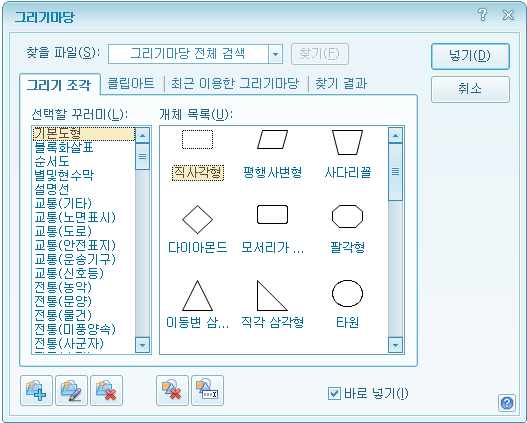 그리기마당
찾을 파일(S): 그리기마당 전체 검색 찾기(F) 넣기(D)
취소
그리기 조각 클립아트 최근 이용한 그리기마당 찾기 결과
선택할 꾸러미(L): 개체 목록(U):
기본도형
블록화살표
순서도
별및현수막
설명선
교통(기타)
교통(노면표시)
교통(도로)
교통(안전표지)
교통(운송기구)
교통(신호등)
전통(농악)
전통(문양)
전통(물건)
전통(미풍양속)
전통(사군자)
직사각형 평행사변형 사다리꼴
다이아몬드 모서리가 ... 팔각형
이등변 삼... 직각 삼각형 타원
바로 넣기(I)